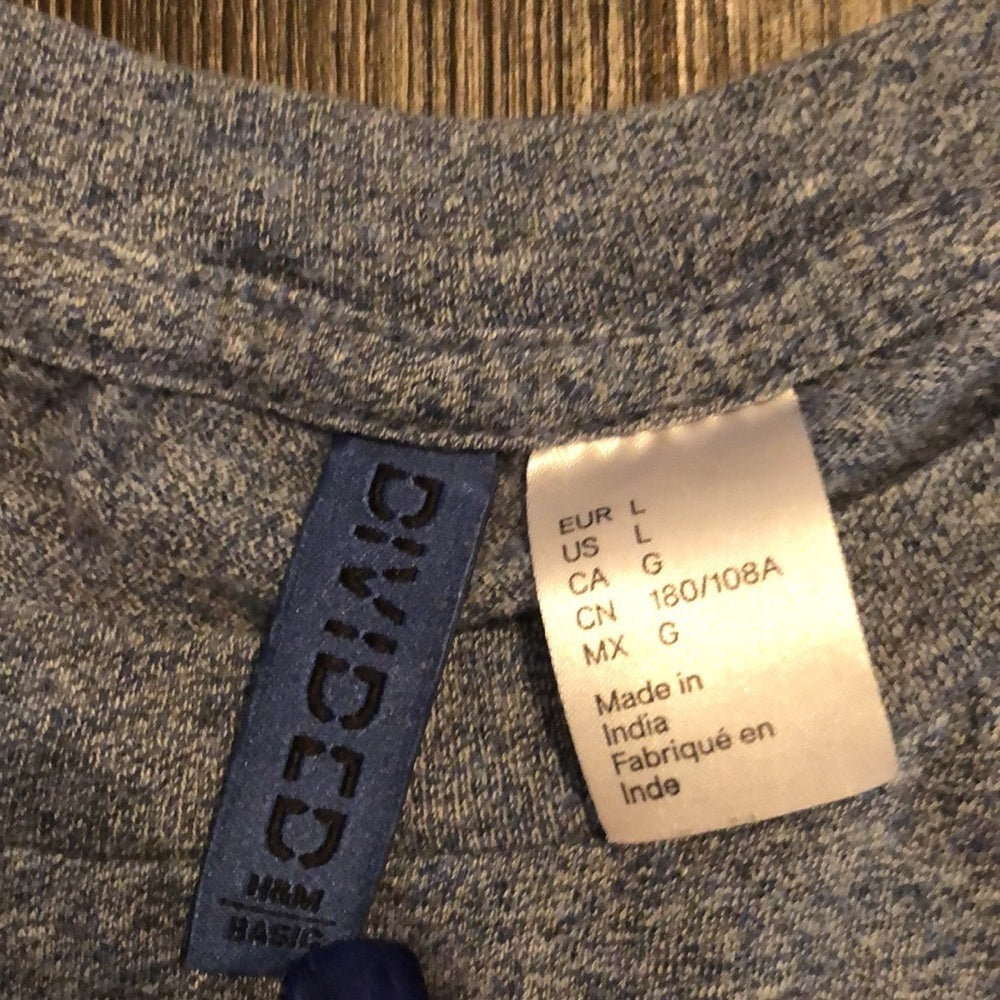 DIVIDED
H&M
BASIC
EUR L
US L
CA G
CN 180/108A
MX G
Made in
India
Fabriqué en
Inde